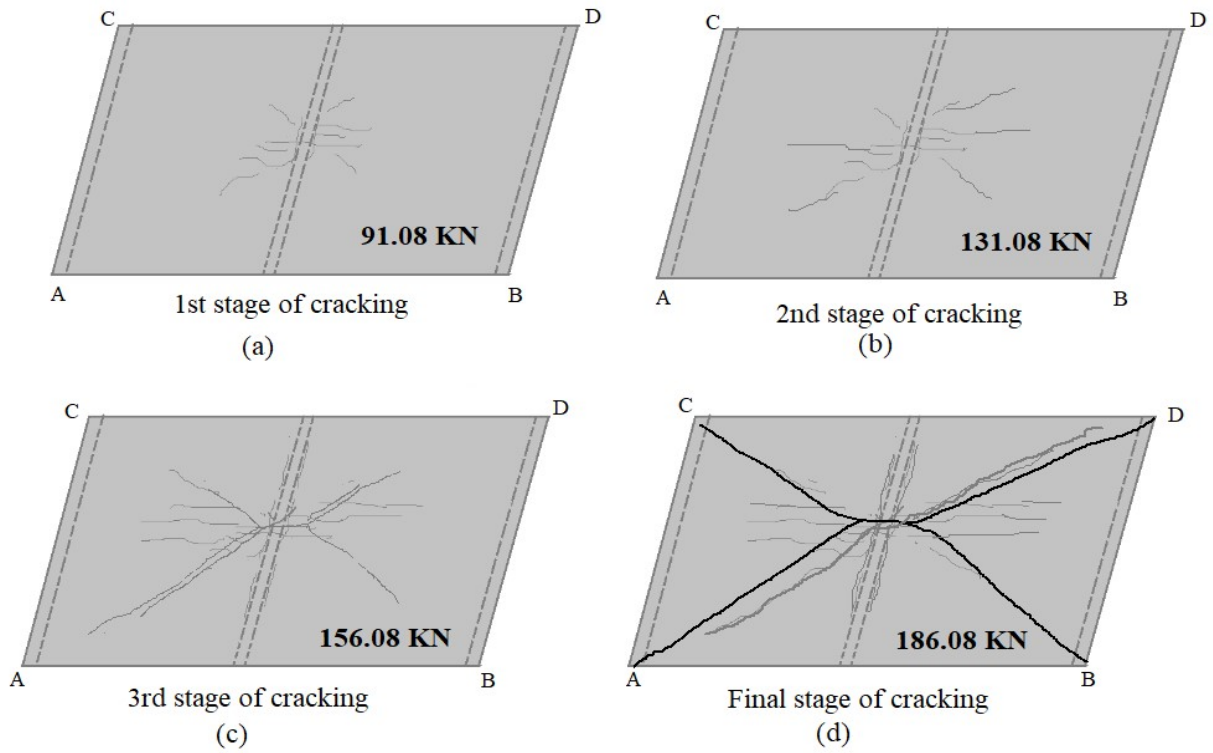 C D
91.08 KN
A B
1st stage of cracking
(a)
C D
131.08 KN
A B
2nd stage of cracking
(b)
C D
156.08 KN
A B
3rd stage of cracking
(c)
C D
186.08 KN
A B
Final stage of cracking
(d)